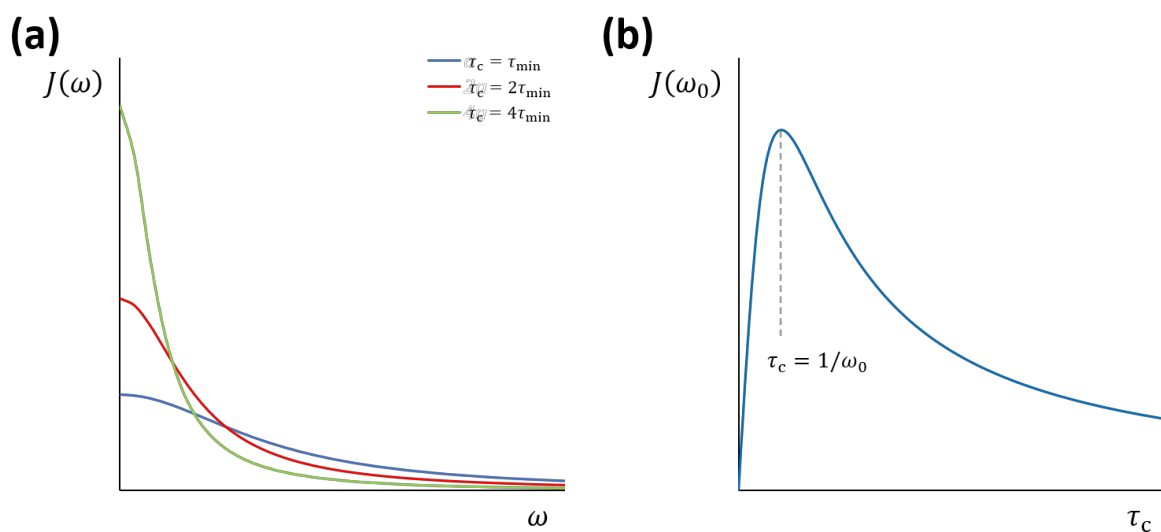 (a)
J(ω)
τc = τmin
τc = 2τmin
τc = 4τmin
ω
(b)
J(ω0)
τc = 1/ω0
τc